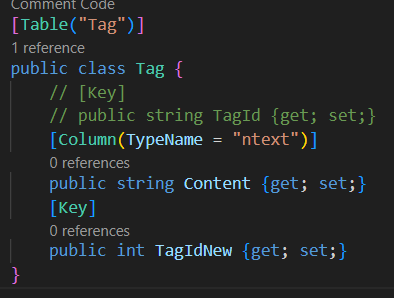 Comment Code
[Table("Tag")]
1 reference
public class Tag {
// [Key]
// public string TagId {get; set;}
[Column(TypeName = "ntext")]
0 references
public string Content {get; set;}
[Key]
0 references
public int TagIdNew {get; set;}
}